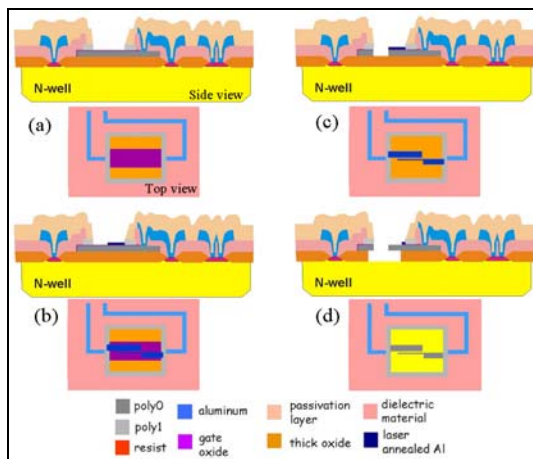 N-well
Side view
(a)
Top view
N-well
(c)
N-well
(b)
N-well
(d)
poly0
poly1
resist
aluminum
gate
oxide
passivation
layer
thick oxide
dielectric
material
laser
annealed Al